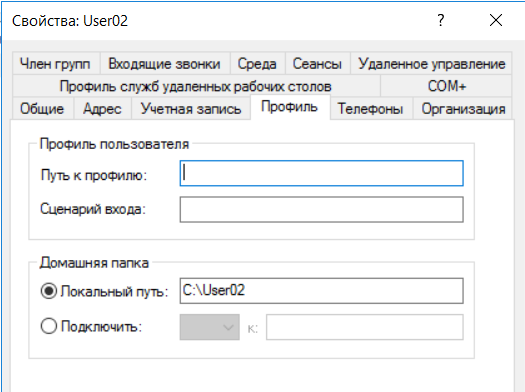 Свойства: User02
?
Член групп Входящие звонки Среда Сеансы Удаленное управление
Профиль служб удаленных рабочих столов COM+
Общие Адрес Учетная запись Профиль Телефоны Организация
Профиль пользователя
Путь к профилю:
Сценарий входа:
Домашняя папка
Локальный путь: C:\User02
Подключить: к: